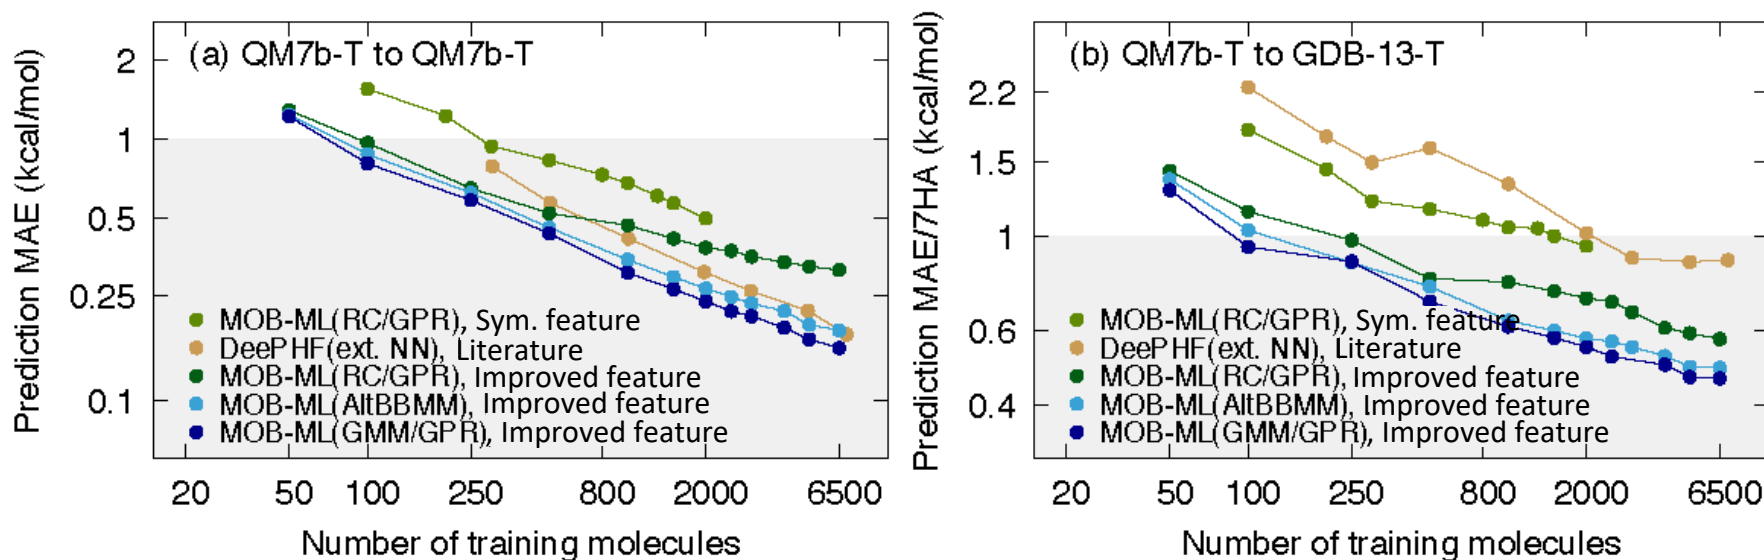 (a) QM7b-T to QM7b-T
Prediction MAE (kcal/mol)
2
1
0.5
0.25
0.1
MOB-ML(RC/GPR), Sym. feature
DeePHF(ext. NN), Literature
MOB-ML(RC/GPR), Improved feature
MOB-ML(AltBBMM), Improved feature
MOB-ML(GMM/GPR), Improved feature
20 50 100 250 800 2000 6500
Number of training molecules
(b) QM7b-T to GDB-13-T
Prediction MAE/7HA (kcal/mol)
2.2
1.5
1
0.6
0.4
MOB-ML(RC/GPR), Sym. feature
DeePHF(ext. NN), Literature
MOB-ML(RC/GPR), Improved feature
MOB-ML(AltBBMM), Improved feature
MOB-ML(GMM/GPR), Improved feature
20 50 100 250 800 2000 6500
Number of training molecules